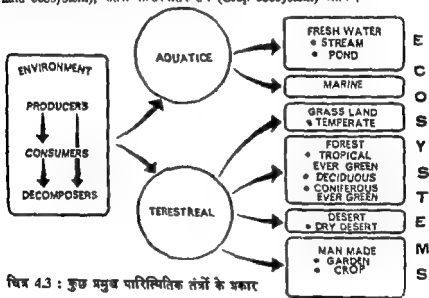 ENVIRONMENT
PRODUCERS
CONSUMERS
DECOMPOSERS
AQUATICE
TERESTREAL
FRESH WATER
• STREAM
• POND
MARINE
GRASS LAND
• TEMPERATE
FOREST
• TROPICAL
EVER GREEN
• DECIDUOUS
• CONIFEROUS
EVER GREEN
DESERT
• DRY DESERT
MAN MADE
• GARDEN
• CROP
E
C
O
S
Y
S
T
E
M
S
चित्र 4.3 : कुछ प्रमुख पारिस्थितिक तंत्रों के प्रकार